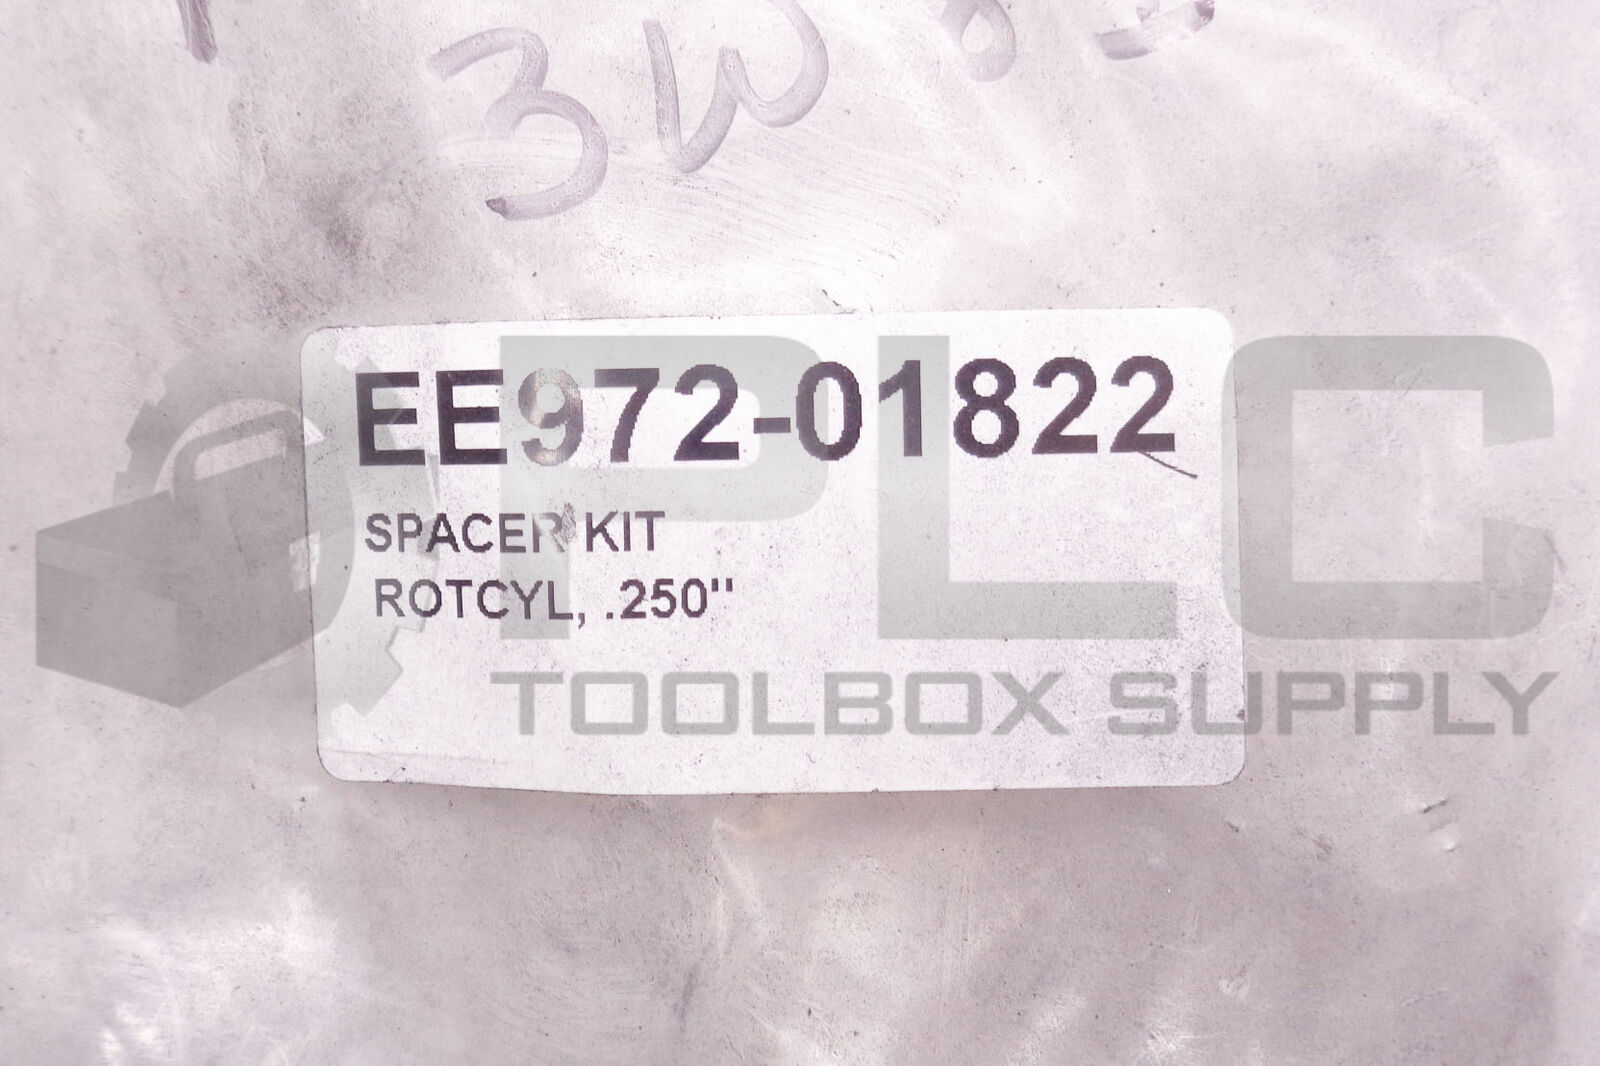 3W
EE972-01822
SPACER KIT
ROTCYL, .250"
PLC
TOOLBOX SUPPLY